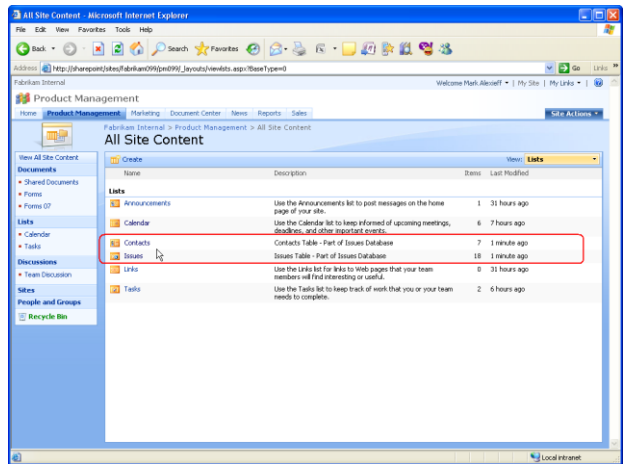 All Site Content - Microsoft Internet Explorer
File Edit View Favorites Tools Help
Back Search Favorites
Address http://sharepoint/sites/fabrikam099/pm099/_layouts/viewlsts.aspx?BaseType=0 Go Links
Fabrikam Internal Welcome Mark Alexieff My Site | My Links
Product Management
Home Product Management Marketing Document Center News Reports Sales Site Actions
Fabrikam Internal > Product Management > All Site Content
All Site Content
View All Site Content
Documents
Shared Documents
Forms
Forms 07
Lists
Calendar
Tasks
Discussions
Team Discussion
Sites
People and Groups
Recycle Bin
Create View: Lists
Name Description Items Last Modified
Lists
Announcements Use the Announcements list to post messages on the home 1 31 hours ago
page of your site.
Calendar Use the Calendar list to keep informed of upcoming meetings, 6 7 hours ago
deadlines, and other important events.
Contacts Contacts Table - Part of Issues Database 7 1 minute ago
Issues Issues Table - Part of Issues Database 18 1 minute ago
Links Use the Links list for links to Web pages that your team 0 31 hours ago
members will find interesting or useful.
Tasks Use the Tasks list to keep track of work that you or your team 2 6 hours ago
needs to complete.
Local intranet